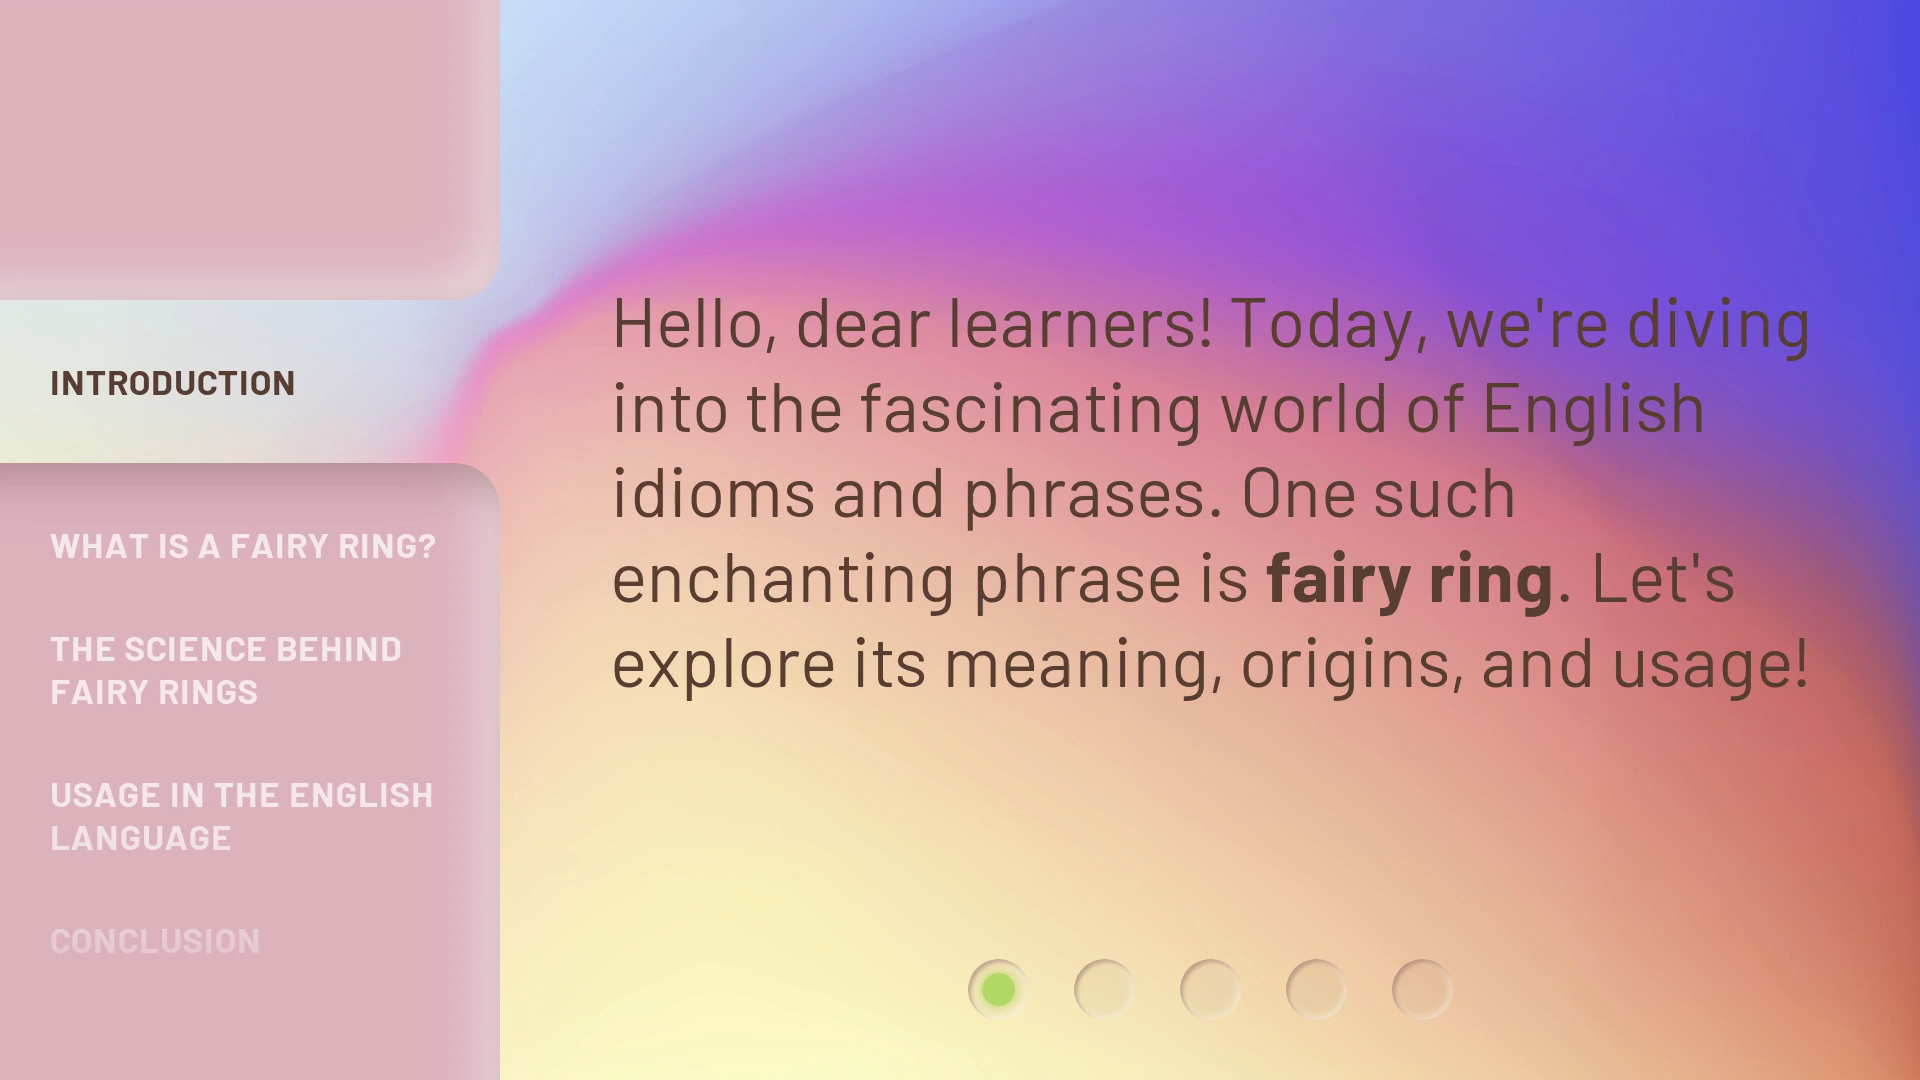 INTRODUCTION
WHAT IS A FAIRY RING?
THE SCIENCE BEHIND
FAIRY RINGS
USAGE IN THE ENGLISH
LANGUAGE
CONCLUSION
Hello, dear learners! Today, we're diving
into the fascinating world of English
idioms and phrases. One such
enchanting phrase is fairy ring. Let's
explore its meaning, origins, and usage!